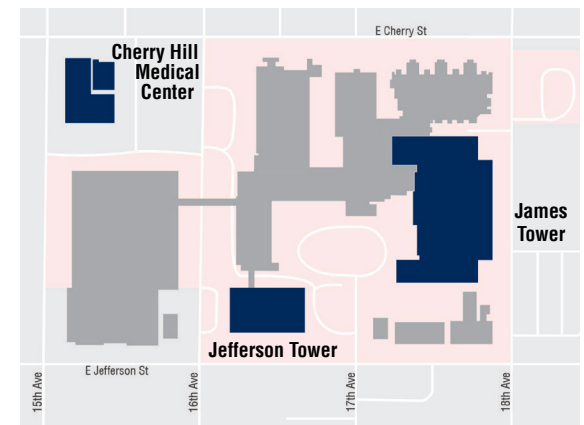 E Cherry St
Cherry Hill
Medical
Center
James
Tower
Jefferson Tower
E Jefferson St
15th Ave
16th Ave
17th Ave
18th Ave